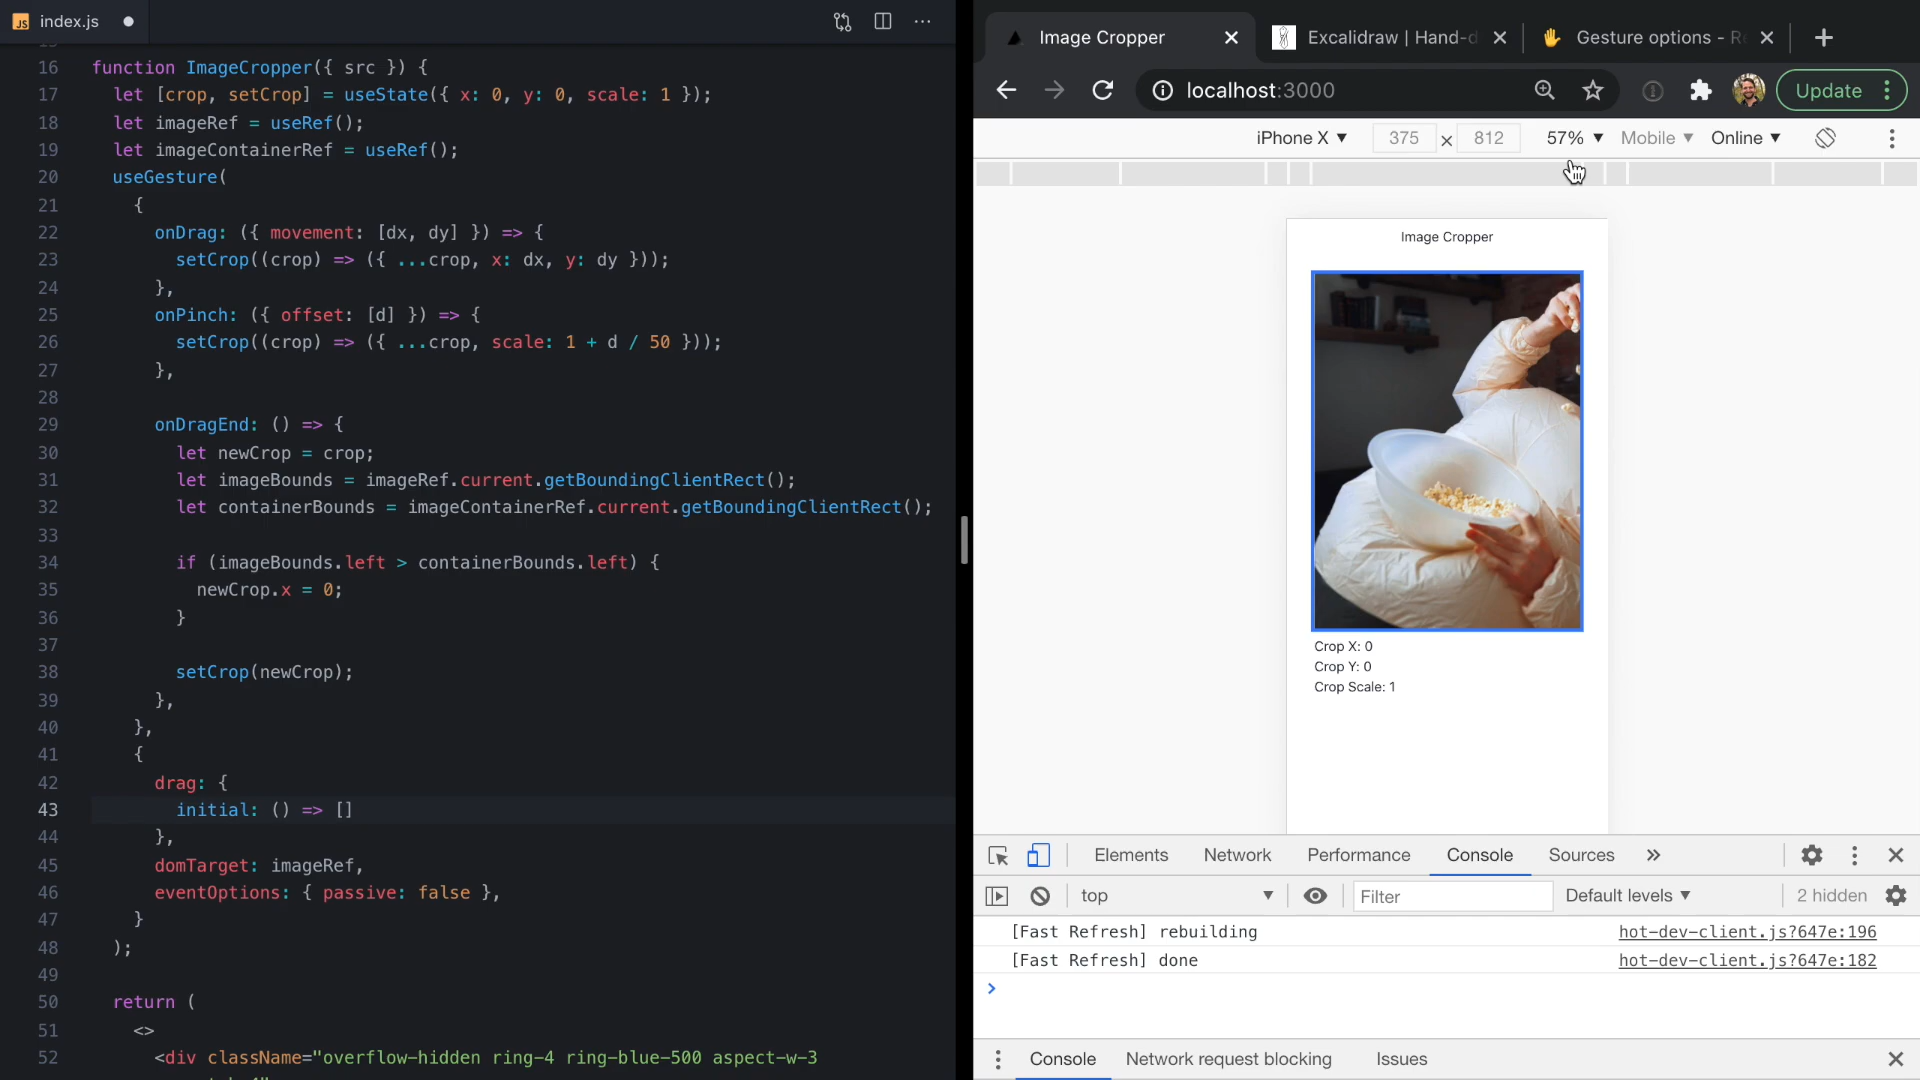 JS index.js
16 function ImageCropper({ src }) {
17 let [crop, setCrop] = useState({ x: 0, y: 0, scale: 1 });
18 let imageRef = useRef();
19 let imageContainerRef = useRef();
20 useGesture(
21 {
22 onDrag: ({ movement: [dx, dy] }) => {
23 setCrop((crop) => ({ ...crop, x: dx, y: dy }));
24 },
25 onPinch: ({ offset: [d] }) => {
26 setCrop((crop) => ({ ...crop, scale: 1 + d / 50 }));
27 },
28
29 onDragEnd: () => {
30 let newCrop = crop;
31 let imageBounds = imageRef.current.getBoundingClientRect();
32 let containerBounds = imageContainerRef.current.getBoundingClientRect();
33
34 if (imageBounds.left > containerBounds.left) {
35 newCrop.x = 0;
36 }
37
38 setCrop(newCrop);
39 },
40 },
41 {
42 drag: {
43 initial: () => []
44 },
45 domTarget: imageRef,
46 eventOptions: { passive: false },
47 }
48 );
49
50 return (
51 <>
52 <div className="overflow-hidden ring-4 ring-blue-500 aspect-w-3
Image Cropper
Excalidraw | Hand-d
Gesture options - Re
localhost:3000
Update
iPhone X 375 × 812 57% Mobile Online
Image Cropper
Crop X: 0
Crop Y: 0
Crop Scale: 1
Elements Network Performance Console Sources »
top Filter Default levels 2 hidden
[Fast Refresh] rebuilding hot-dev-client.js?647e:196
[Fast Refresh] done hot-dev-client.js?647e:182
>
Console Network request blocking Issues